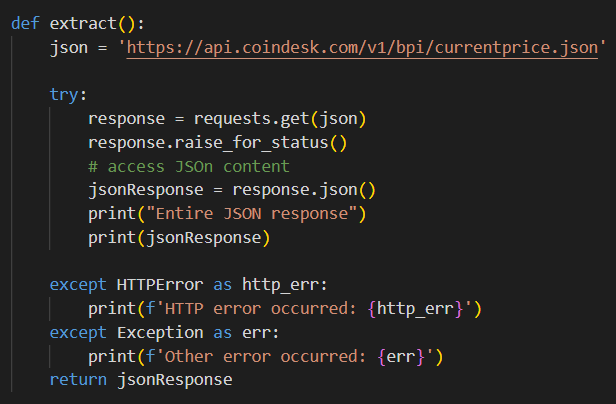 def extract():
    json = 'https://api.coindesk.com/v1/bpi/currentprice.json'

    try:
        response = requests.get(json)
        response.raise_for_status()
        # access JSOn content
        jsonResponse = response.json()
        print("Entire JSON response")
        print(jsonResponse)

    except HTTPError as http_err:
        print(f'HTTP error occurred: {http_err}')
    except Exception as err:
        print(f'Other error occurred: {err}')
    return jsonResponse